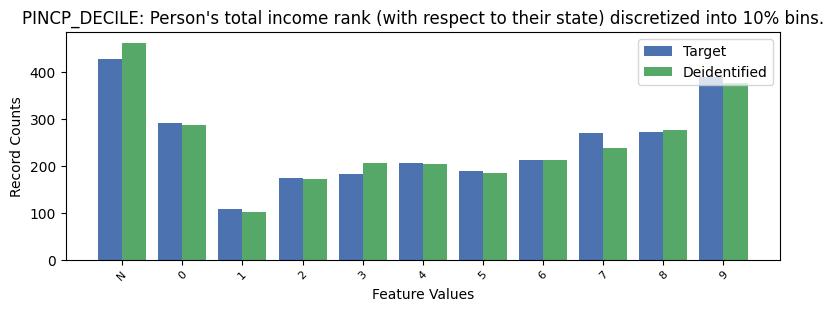 PINCP_DECILE: Person's total income rank (with respect to their state) discretized into 10% bins.
Target
Deidentified
Record Counts
400
300
200
100
0
N 0 1 2 3 4 5 6 7 8 9
Feature Values